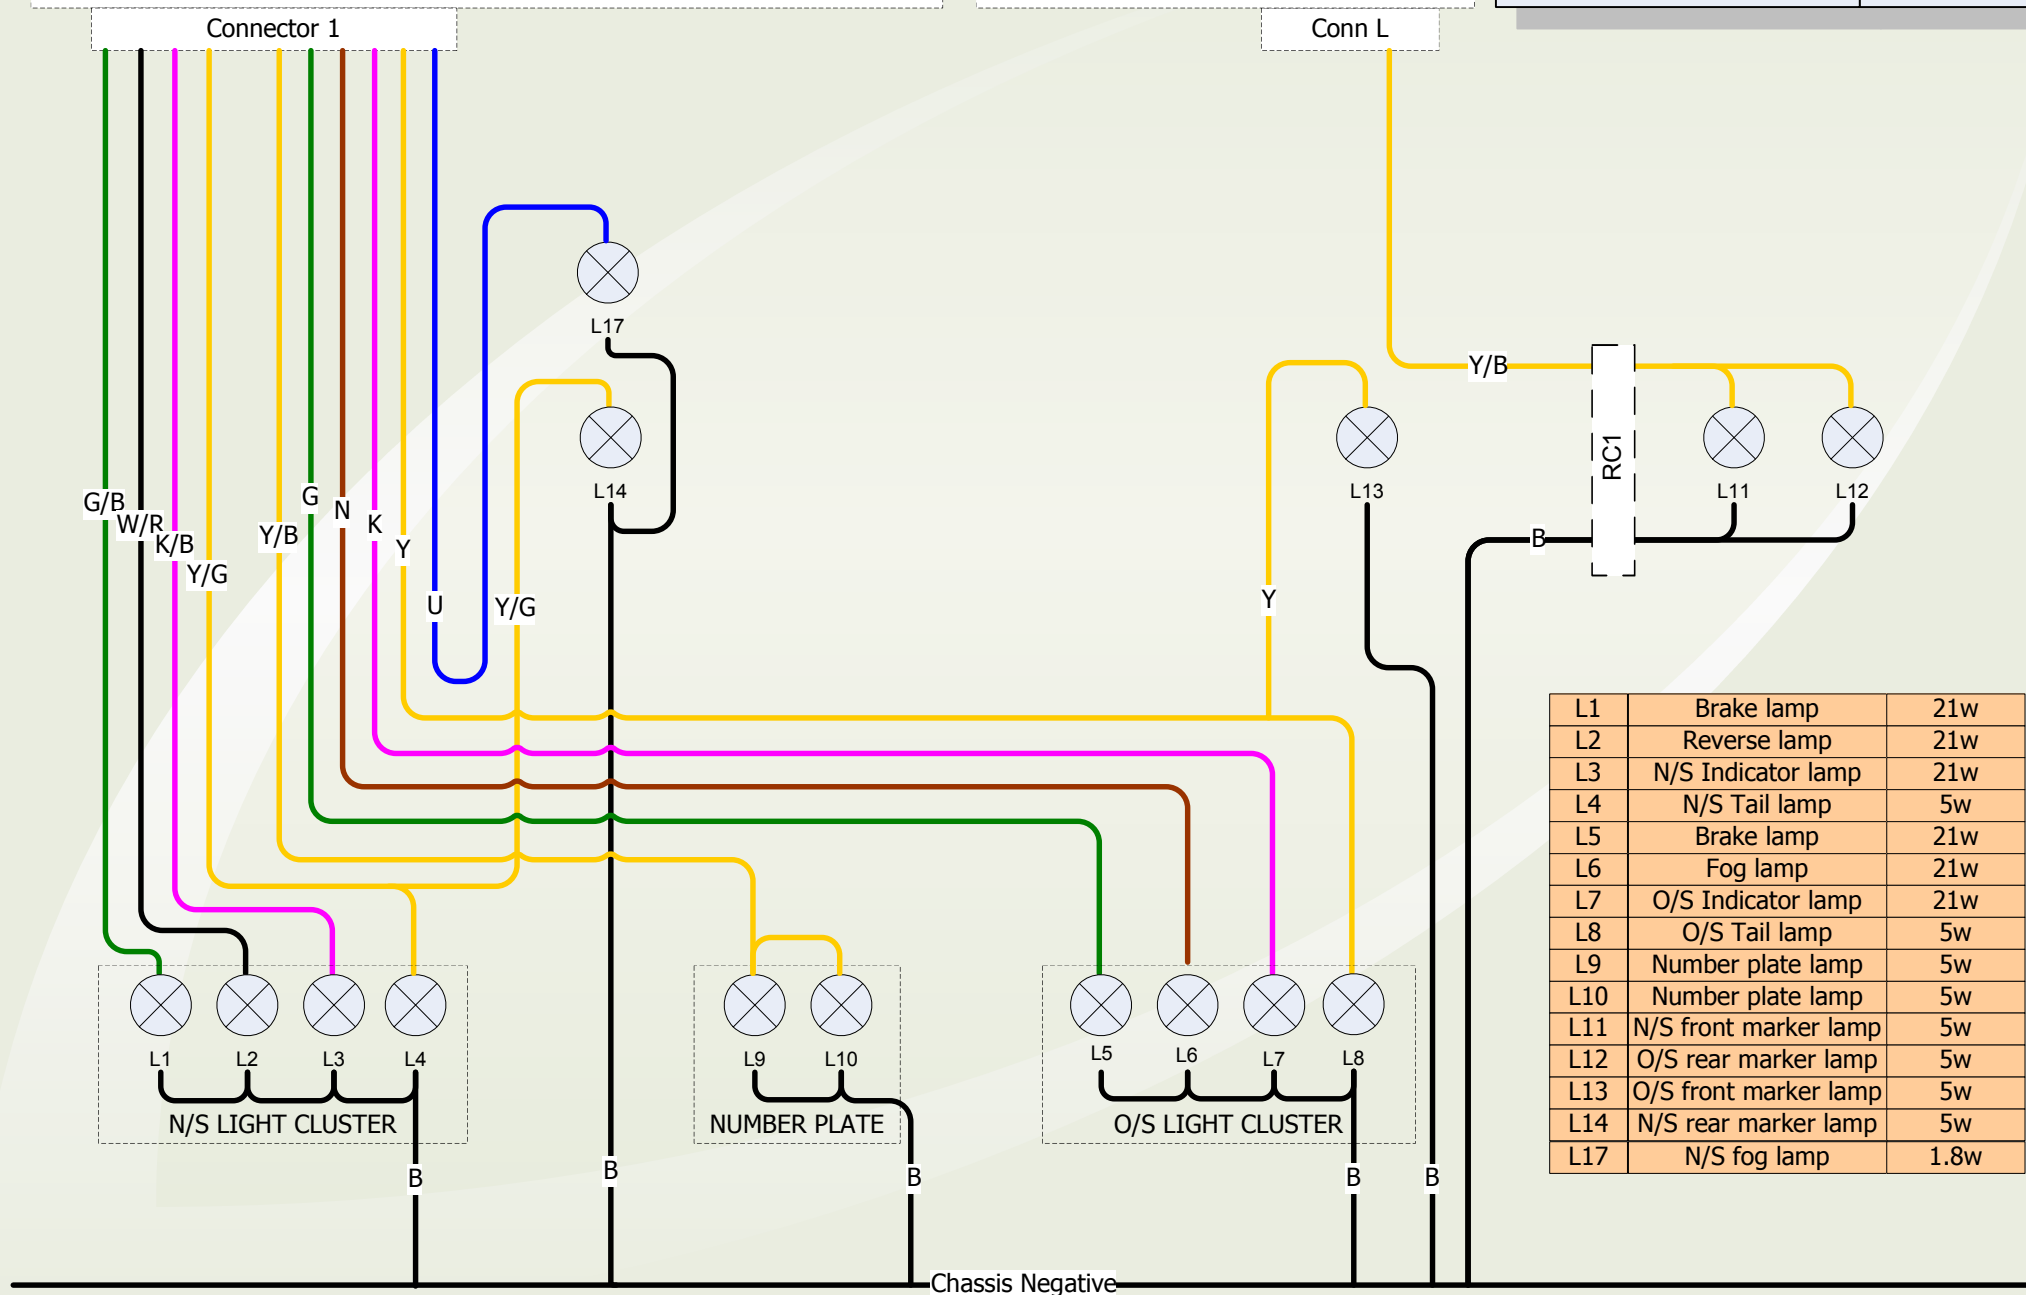 Connector 1
Conn L
L17
Y/B
RC1
L14
L13
L11
L12
G/B
W/R
K/B
Y/G
Y/B
G
N
K
Y
U
Y/G
Y
B
L1 Brake lamp 21w
L2 Reverse lamp 21w
L3 N/S Indicator lamp 21w
L4 N/S Tail lamp 5w
L5 Brake lamp 21w
L6 Fog lamp 21w
L7 O/S Indicator lamp 21w
L8 O/S Tail lamp 5w
L9 Number plate lamp 5w
L10 Number plate lamp 5w
L11 N/S front marker lamp 5w
L12 O/S rear marker lamp 5w
L13 O/S front marker lamp 5w
L14 N/S rear marker lamp 5w
L17 N/S fog lamp 1.8w
L1 L2 L3 L4
N/S LIGHT CLUSTER
L9 L10
NUMBER PLATE
L5 L6 L7 L8
O/S LIGHT CLUSTER
B
B
B
B
B
Chassis Negative